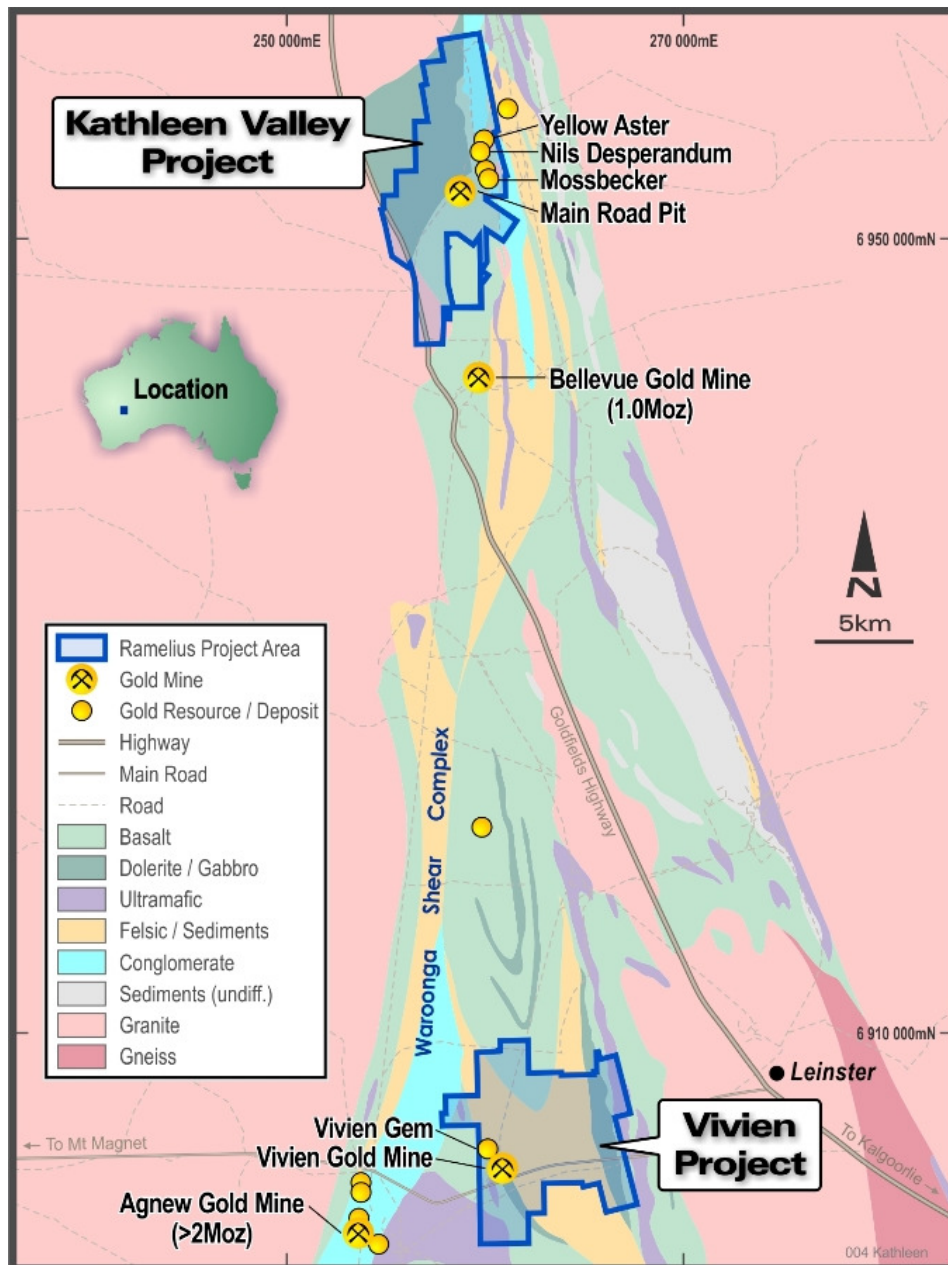 250 000mE
270 000mE
Kathleen Valley
Project
Yellow Aster
Nils Desperandum
Mossbecker
Main Road Pit
6 950 000mN
Location
Bellevue Gold Mine
(1.0Moz)
N
5km
Ramelius Project Area
Gold Mine
Gold Resource / Deposit
Highway
Main Road
Road
Basalt
Dolerite / Gabbro
Ultramafic
Felsic / Sediments
Conglomerate
Sediments (undiff.)
Granite
Gneiss
Goldfields Highway
Waroonga Shear Complex
6 910 000mN
Leinster
Vivien Gem
Vivien Gold Mine
Vivien
Project
To Mt Magnet
To Kalgoorlie
Agnew Gold Mine
(>2Moz)
004 Kathleen